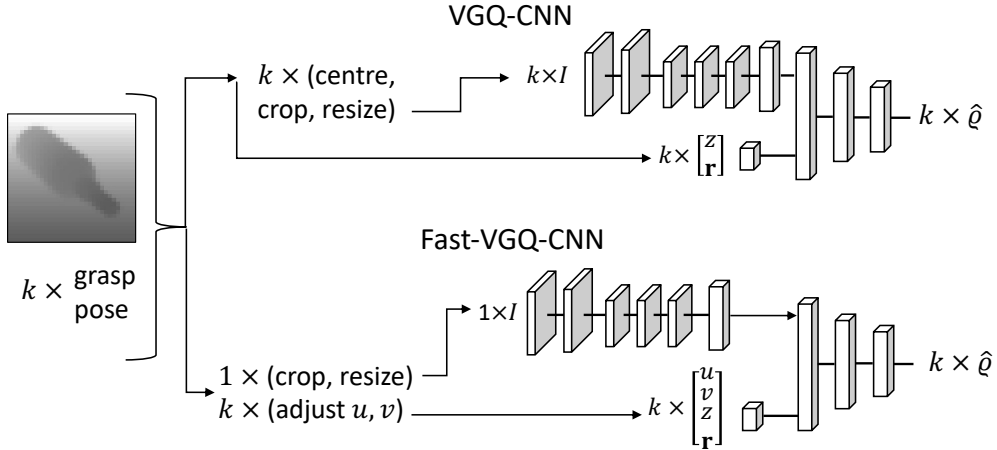 VGQ-CNN
k × (centre,
crop, resize)
k×I
k × ϱ̂
k × [z
r]
k × grasp
pose
Fast-VGQ-CNN
1×I
1 × (crop, resize)
k × (adjust u, v)
k × [u
v
z
r]
k × ϱ̂